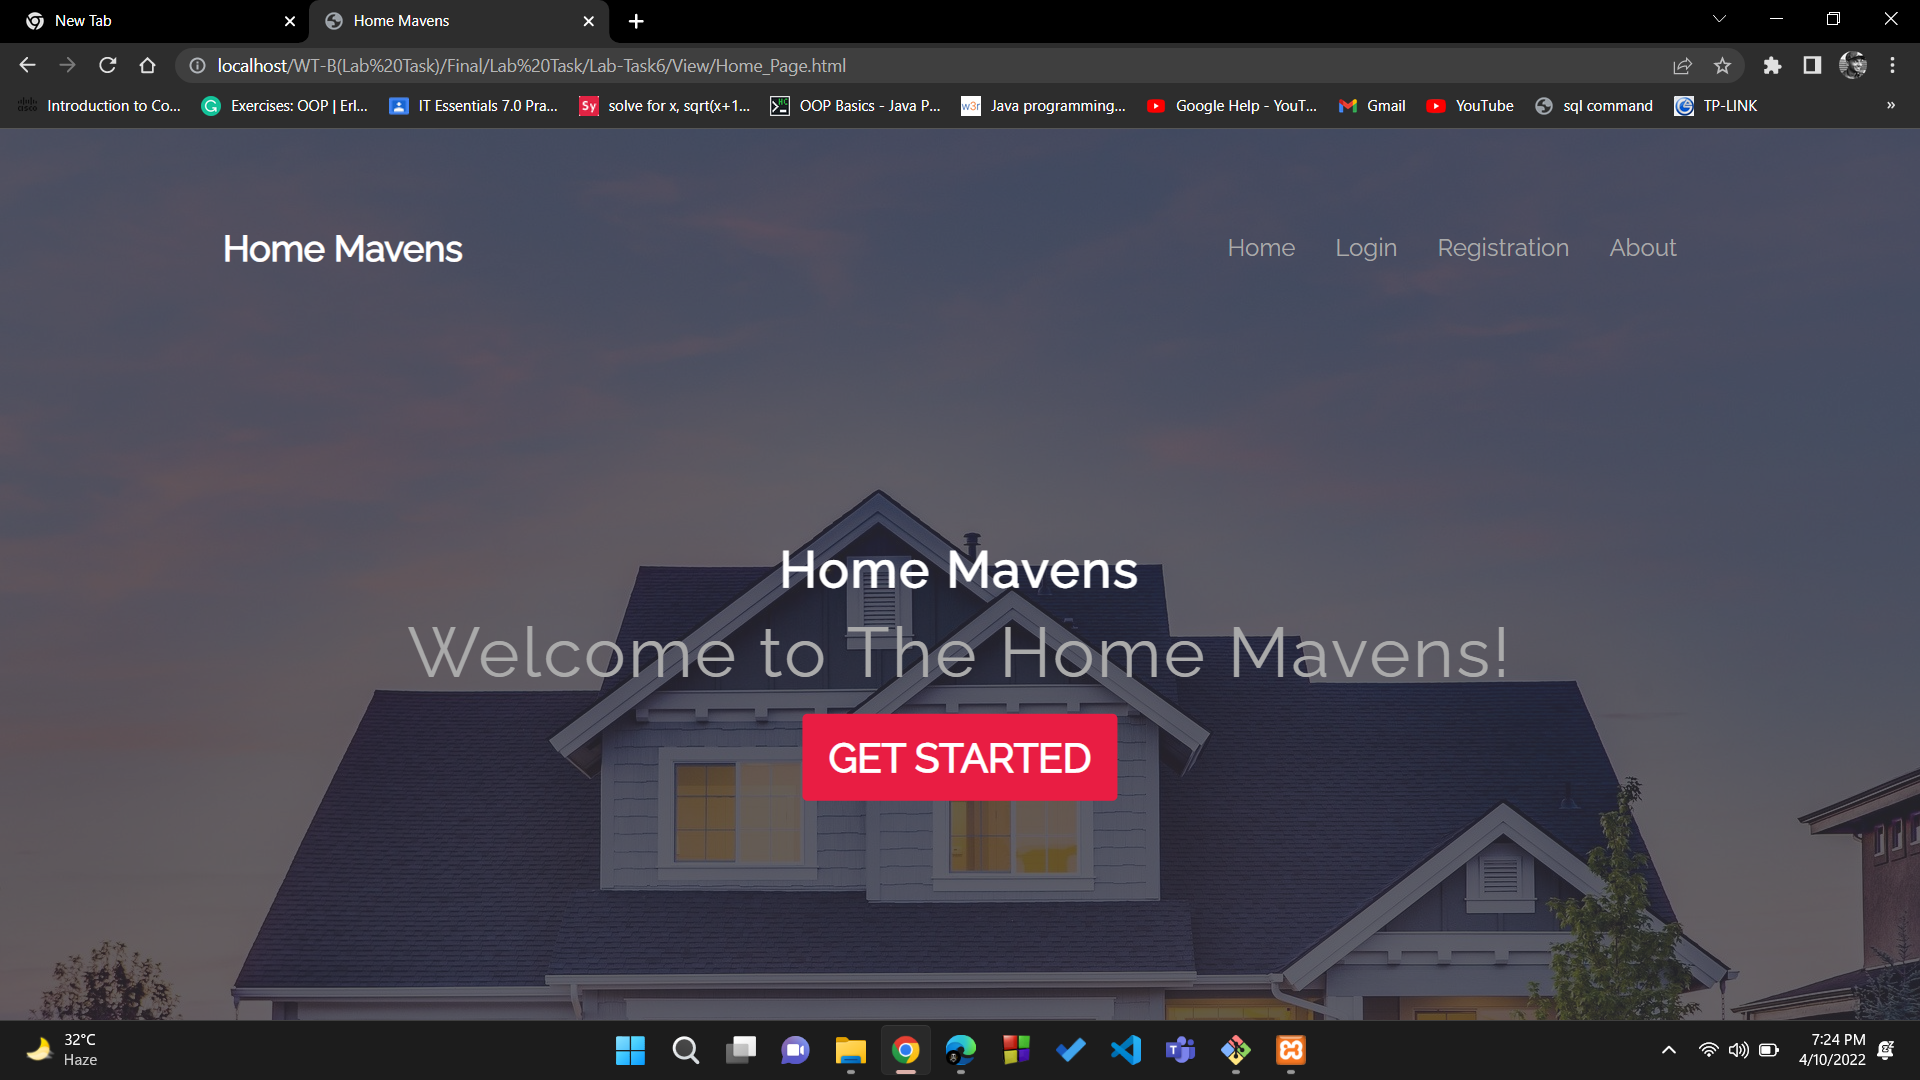 New Tab
Home Mavens
localhost/WT-B(Lab%20Task)/Final/Lab%20Task/Lab-Task6/View/Home_Page.html
Introduction to Co...
Exercises: OOP | Erl...
IT Essentials 7.0 Pra...
Sy solve for x, sqrt(x+1...
OOP Basics - Java P...
w3r Java programming...
Google Help - YouT...
Gmail
YouTube
sql command
TP-LINK
»
Home Mavens
Home
Login
Registration
About
Home Mavens
Welcome to The Home Mavens!
GET STARTED
32°C
Haze
7:24 PM
4/10/2022